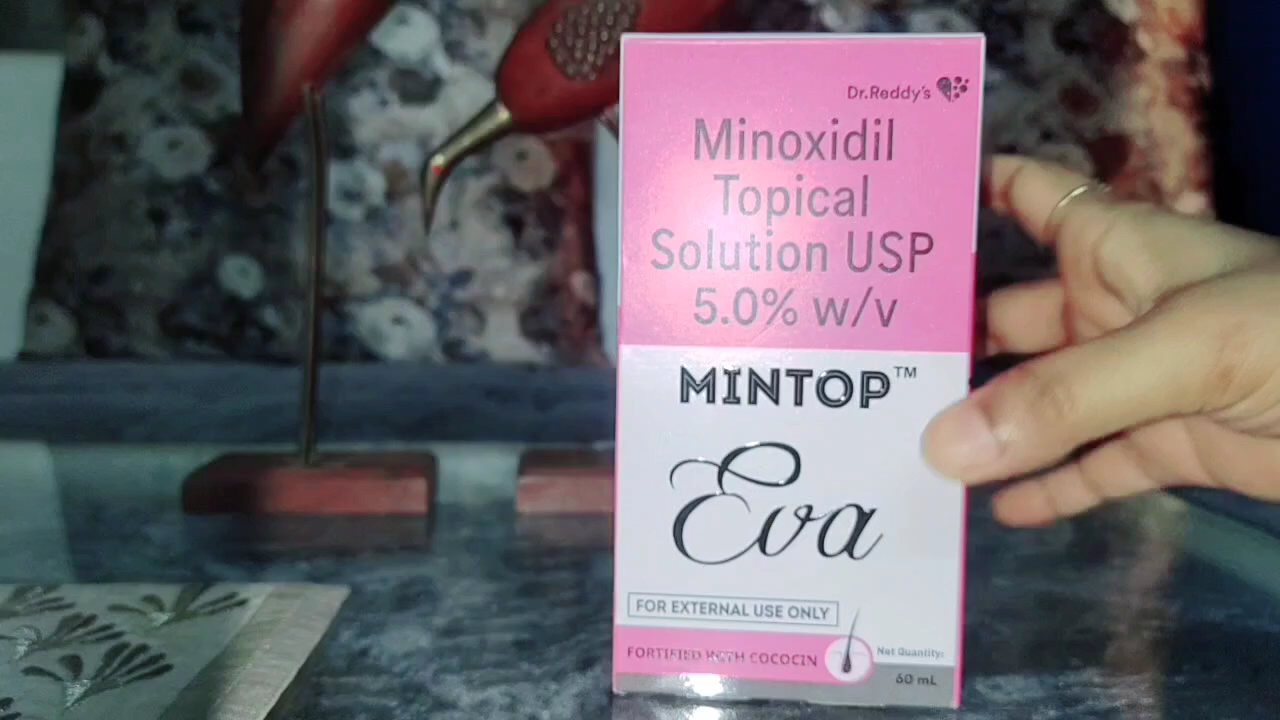 Dr.Reddy's
Minoxidil
Topical
Solution USP
5.0% w/v
MINTOP™
Eva
FOR EXTERNAL USE ONLY
FORTIFIED WITH COCOCIN
Net Quantity:
60 mL